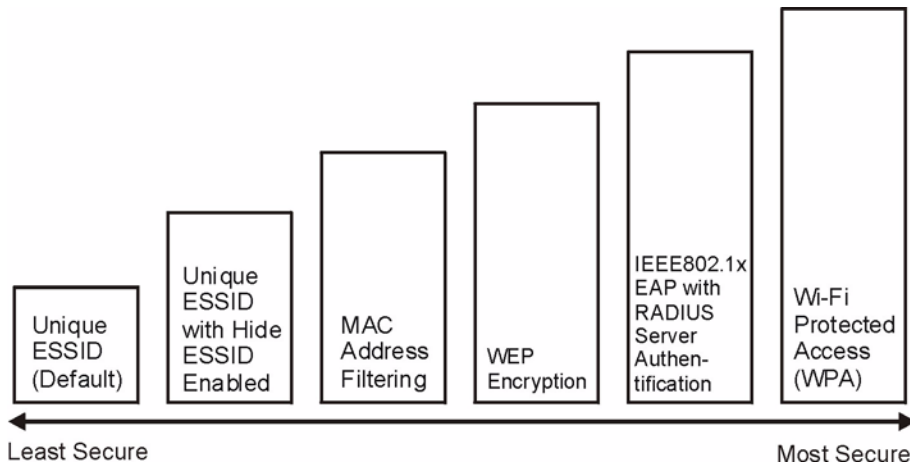 Unique
ESSID
(Default)
Unique
ESSID
with Hide
ESSID
Enabled
MAC
Address
Filtering
WEP
Encryption
IEEE802.1x
EAP with
RADIUS
Server
Authen-
tification
Wi-Fi
Protected
Access
(WPA)
Least Secure
Most Secure